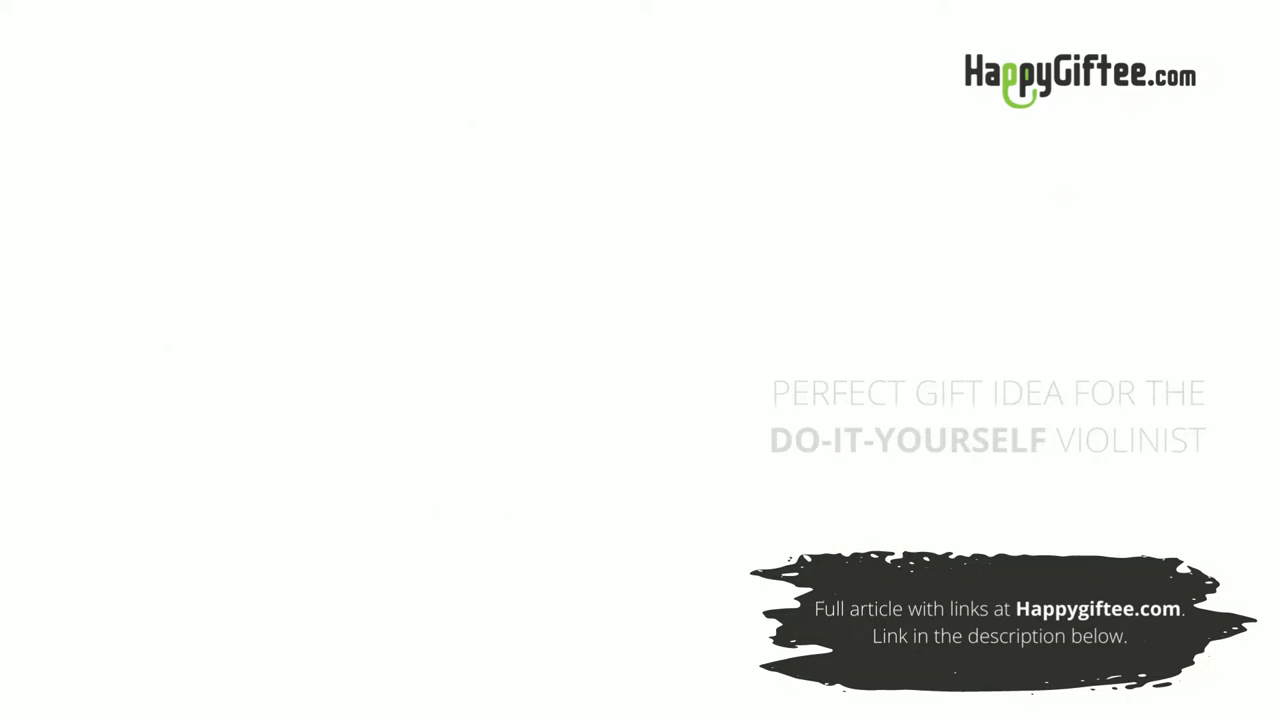 HappyGiftee.com
PERFECT GIFT IDEA FOR THE
DO-IT-YOURSELF VIOLINIST
Full article with links at Happygiftee.com.
Link in the description below.